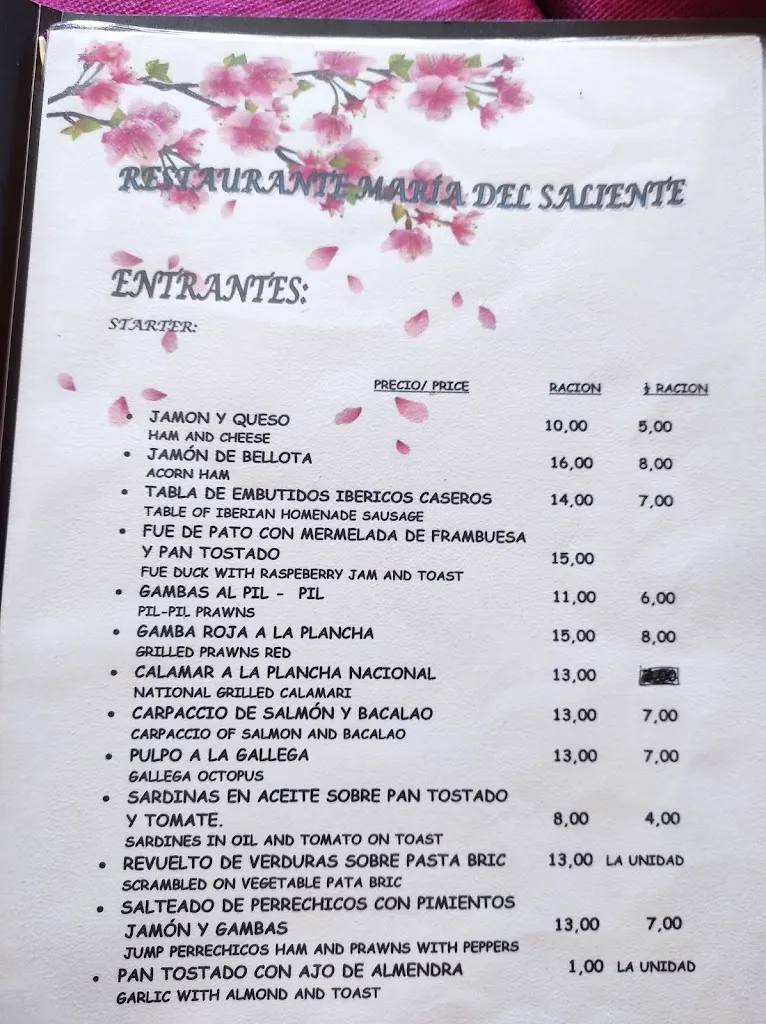 RESTAURANTE MARÍA DEL SALIENTE
ENTRANTES:
STARTER:
PRECIO/ PRICE RACION ½ RACION
• JAMON Y QUESO 10,00 5,00
HAM AND CHEESE
• JAMÓN DE BELLOTA 16,00 8,00
ACORN HAM
• TABLA DE EMBUTIDOS IBERICOS CASEROS 14,00 7,00
TABLE OF IBERIAN HOMENADE SAUSAGE
• FUE DE PATO CON MERMELADA DE FRAMBUESA
Y PAN TOSTADO 15,00
FUE DUCK WITH RASPEBERRY JAM AND TOAST
• GAMBAS AL PIL - PIL 11,00 6,00
PIL-PIL PRAWNS
• GAMBA ROJA A LA PLANCHA 15,00 8,00
GRILLED PRAWNS RED
• CALAMAR A LA PLANCHA NACIONAL 13,00
NATIONAL GRILLED CALAMARI
• CARPACCIO DE SALMÓN Y BACALAO 13,00 7,00
CARPACCIO OF SALMON AND BACALAO
• PULPO A LA GALLEGA 13,00 7,00
GALLEGA OCTOPUS
• SARDINAS EN ACEITE SOBRE PAN TOSTADO
Y TOMATE. 8,00 4,00
SARDINES IN OIL AND TOMATO ON TOAST
• REVUELTO DE VERDURAS SOBRE PASTA BRIC 13,00 LA UNIDAD
SCRAMBLED ON VEGETABLE PATA BRIC
• SALTEADO DE PERRECHICOS CON PIMIENTOS
JAMÓN Y GAMBAS 13,00 7,00
JUMP PERRECHICOS HAM AND PRAWNS WITH PEPPERS
• PAN TOSTADO CON AJO DE ALMENDRA 1,00 LA UNIDAD
GARLIC WITH ALMOND AND TOAST